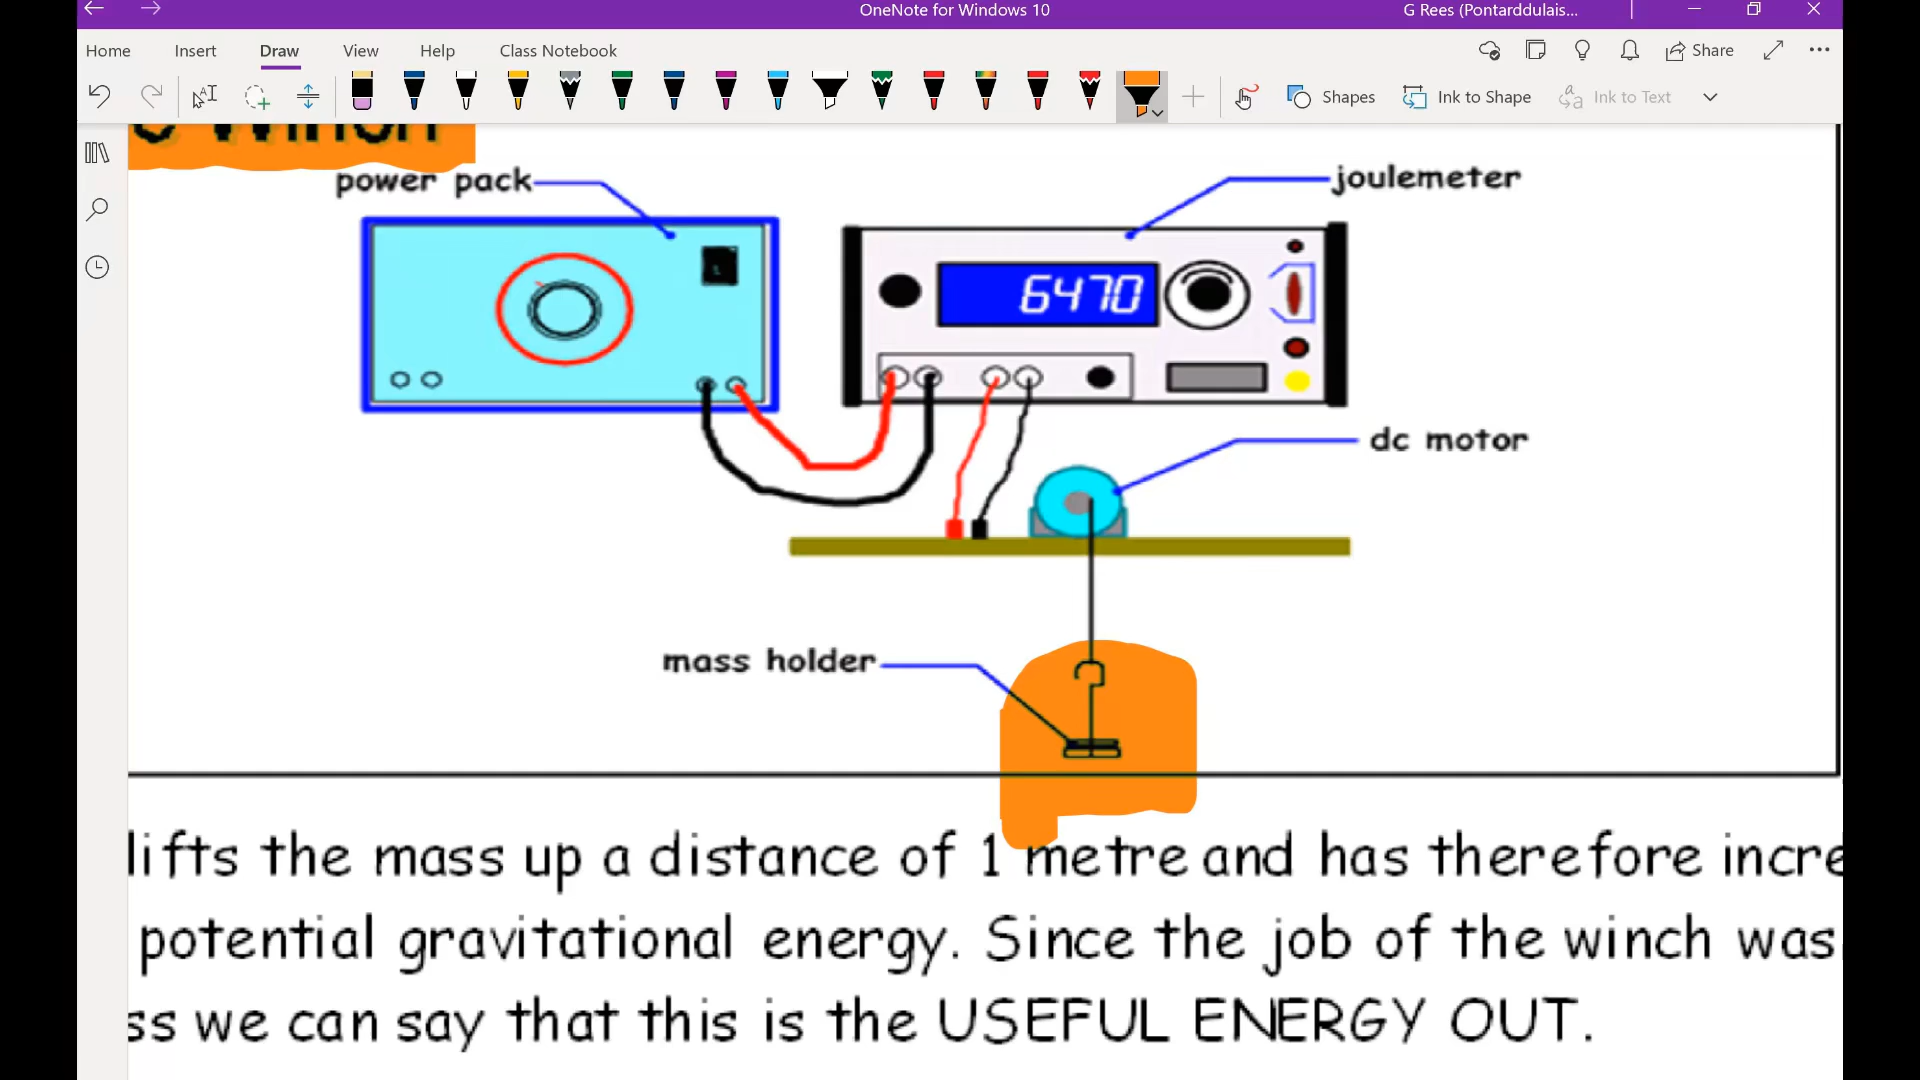 OneNote for Windows 10
G Rees (Pontarddulais...
Home Insert Draw View Help Class Notebook
Share
Shapes Ink to Shape Ink to Text
Winch
power pack
joulemeter
6470
dc motor
mass holder
lifts the mass up a distance of 1 metre and has therefore incre
potential gravitational energy. Since the job of the winch was
ss we can say that this is the USEFUL ENERGY OUT.